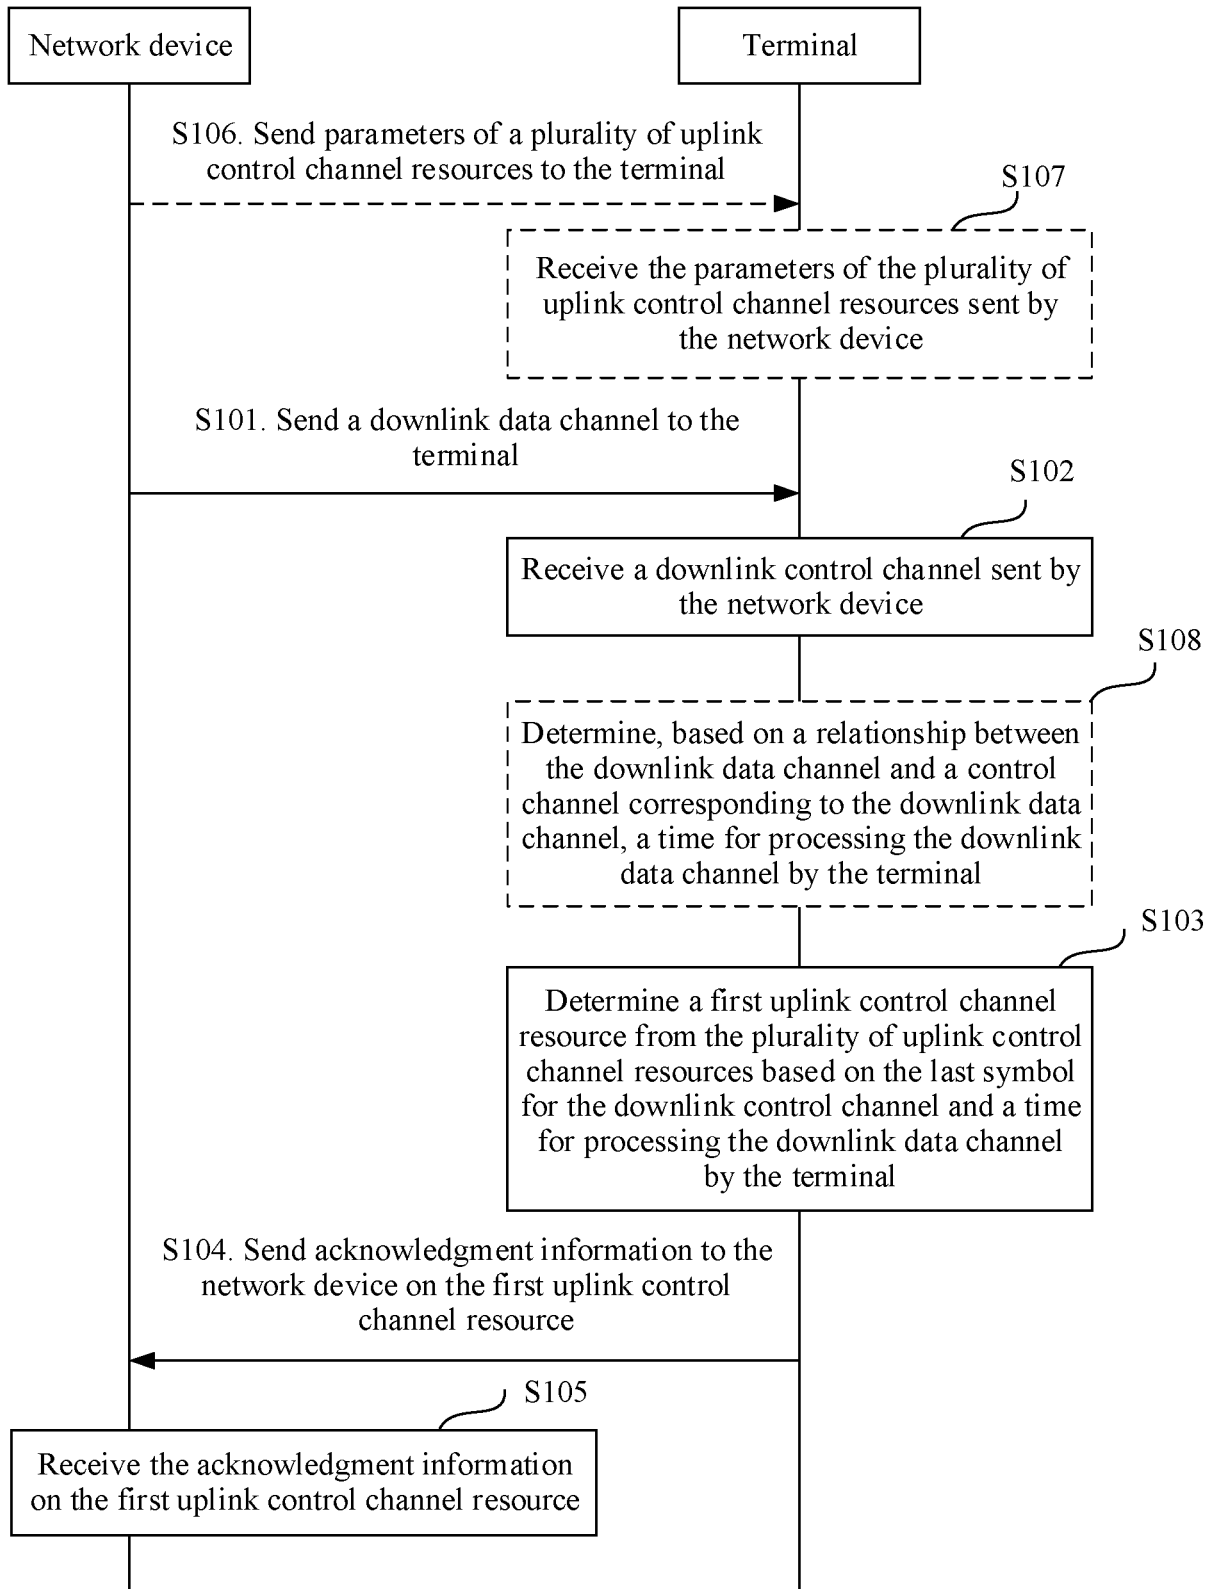 Network device
Terminal
S106. Send parameters of a plurality of uplink
control channel resources to the terminal
S107
Receive the parameters of the plurality of
uplink control channel resources sent by
the network device
S101. Send a downlink data channel to the
terminal
S102
Receive a downlink control channel sent by
the network device
S108
Determine, based on a relationship between
the downlink data channel and a control
channel corresponding to the downlink data
channel, a time for processing the downlink
data channel by the terminal
S103
Determine a first uplink control channel
resource from the plurality of uplink control
channel resources based on the last symbol
for the downlink control channel and a time
for processing the downlink data channel
by the terminal
S104. Send acknowledgment information to the
network device on the first uplink control
channel resource
S105
Receive the acknowledgment information
on the first uplink control channel resource